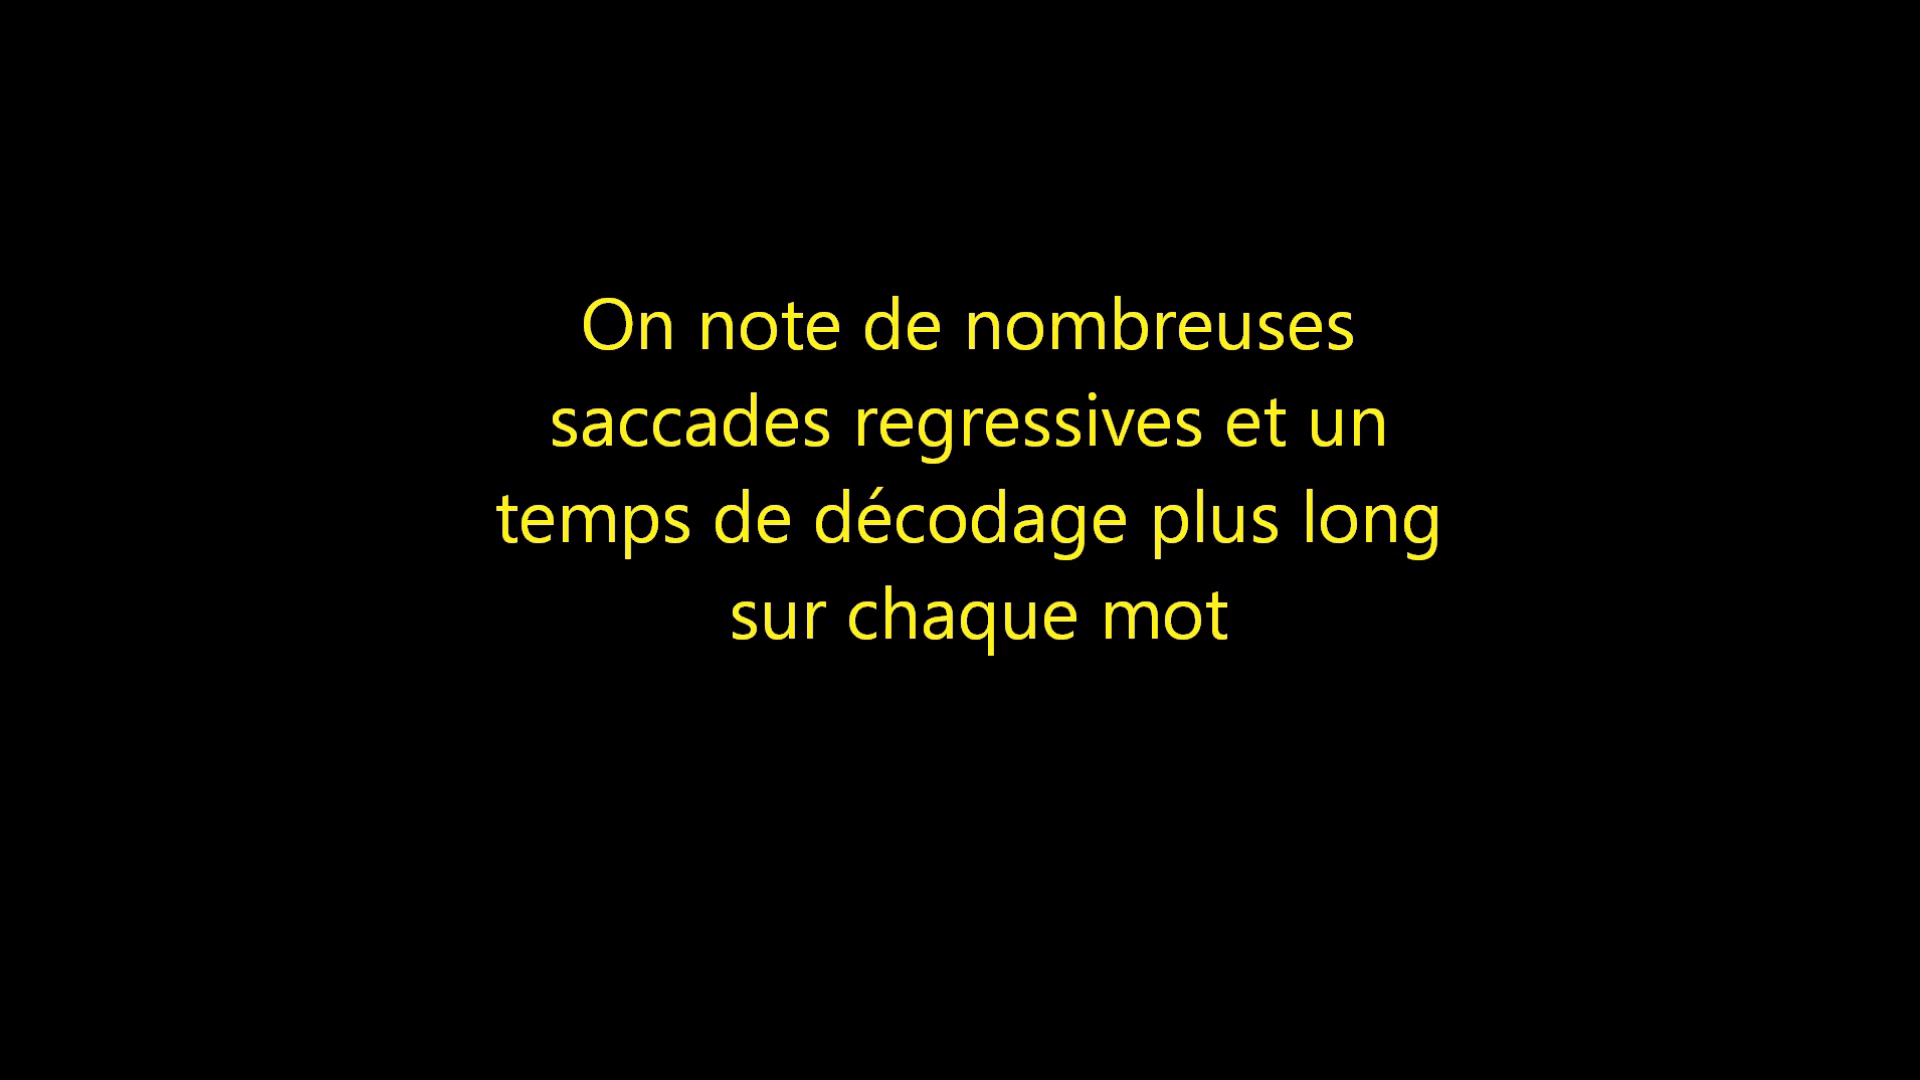 On note de nombreuses
saccades regressives et un
temps de décodage plus long
sur chaque mot